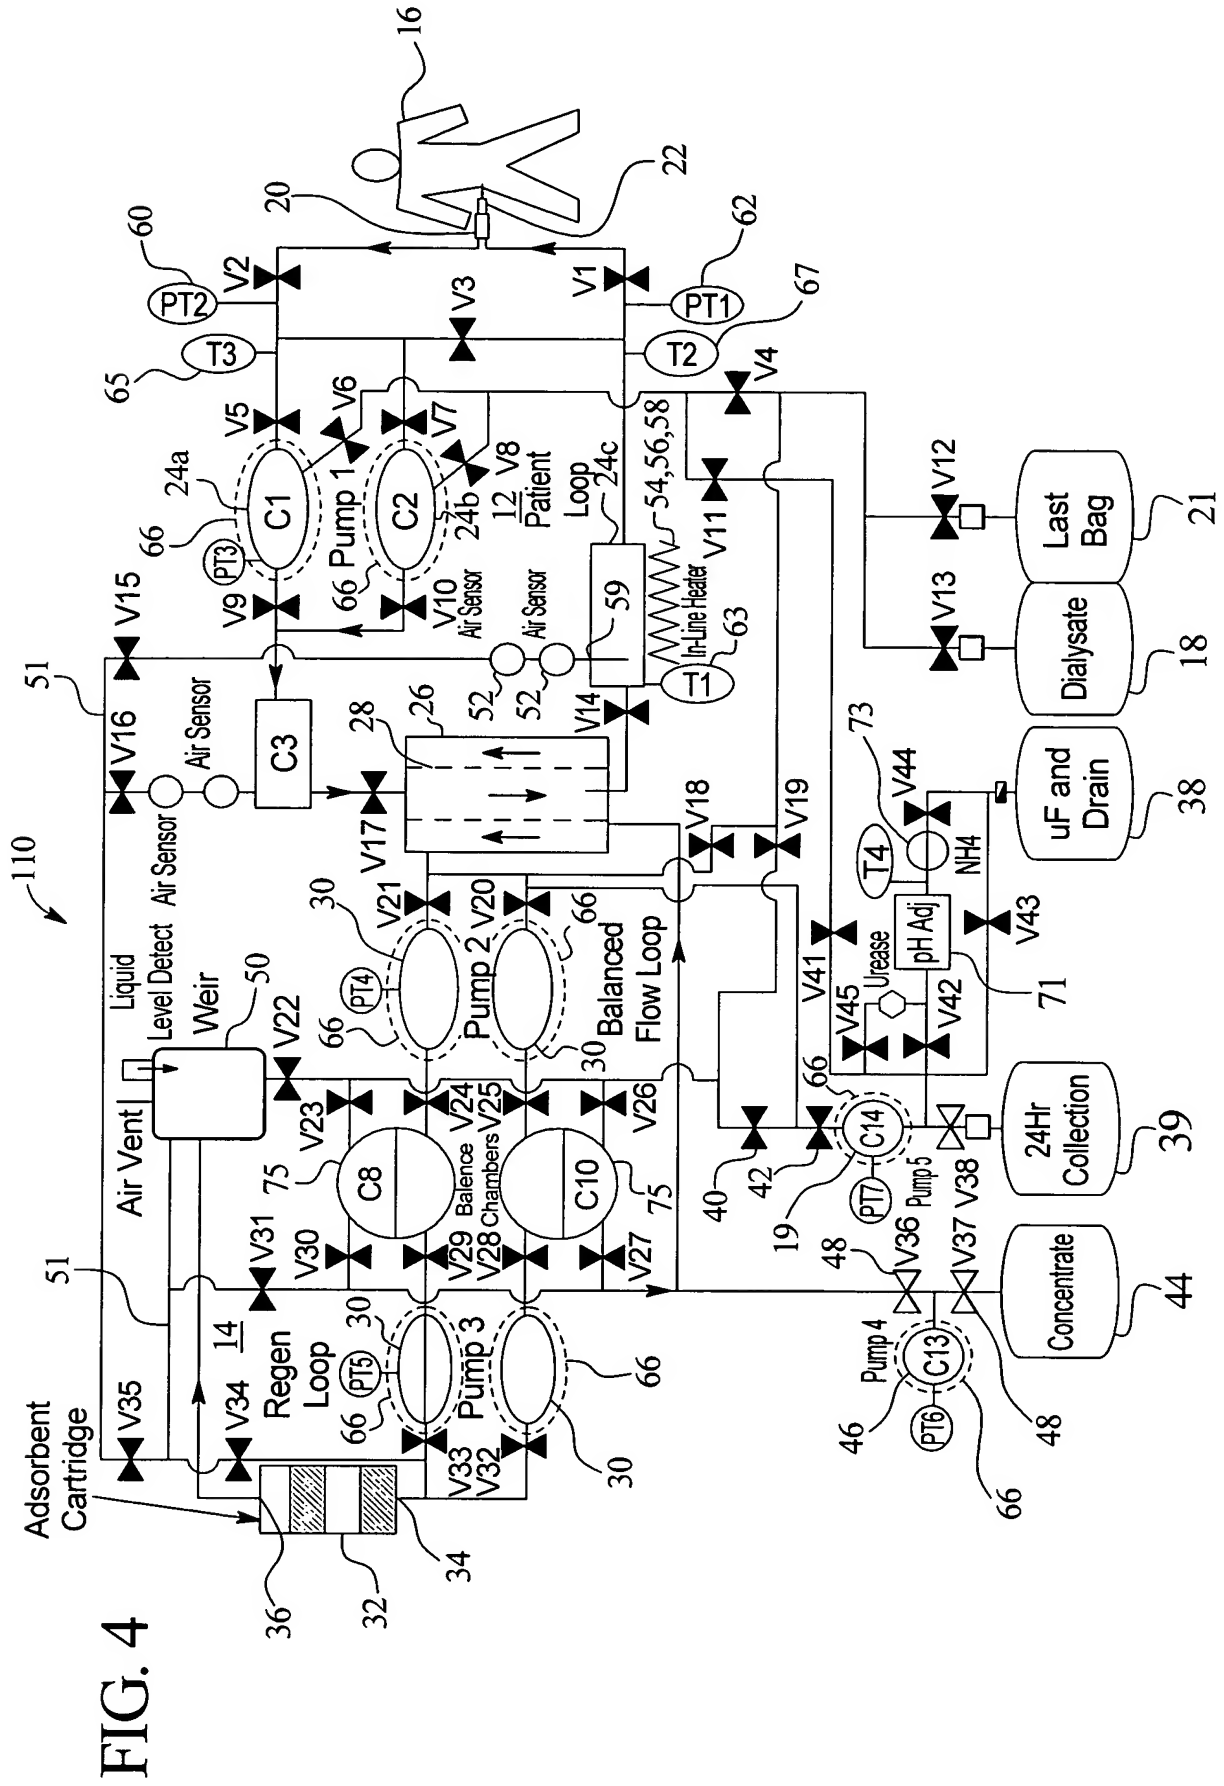 FIG. 4
110
Adsorbent
Cartridge
36
32
34
V35
V34
51
14
Regen
Loop
V31
66
PT5
30
Pump 3
V33
V32
30
66
Air Vent
Liquid
Level Detect
Weir
50
V22
V23
V30
75
C8
V24
V29
Balence
Chambers
V25
V28
C10
75
V26
V27
66
PT4
30
Pump 2
V21
V20
30
66
Balanced
Flow Loop
51
V16
V15
Air Sensor
Air Sensor
C3
V17
28
26
V14
V18
V19
52
52
Air Sensor
Air Sensor
59
T1
63
In-Line Heater
54,56,58
24c
12
Patient
Loop
66
24a
C1
PT3
V9
V5
V6
Pump 1
66
C2
24b
V10
V7
V8
65
T3
60
PT2
V2
V3
V1
20
16
22
62
PT1
T2
67
V4
V11
V12
V13
Last
Bag
21
Dialysate
18
uF and
Drain
38
73
V44
T4
NH4
pH Adj
71
V43
Urease
V41
V45
V42
40
42
66
C14
19
PT7
Pump 5
V38
24Hr
Collection
39
48
V36
V37
48
Pump 4
C13
46
PT6
66
Concentrate
44